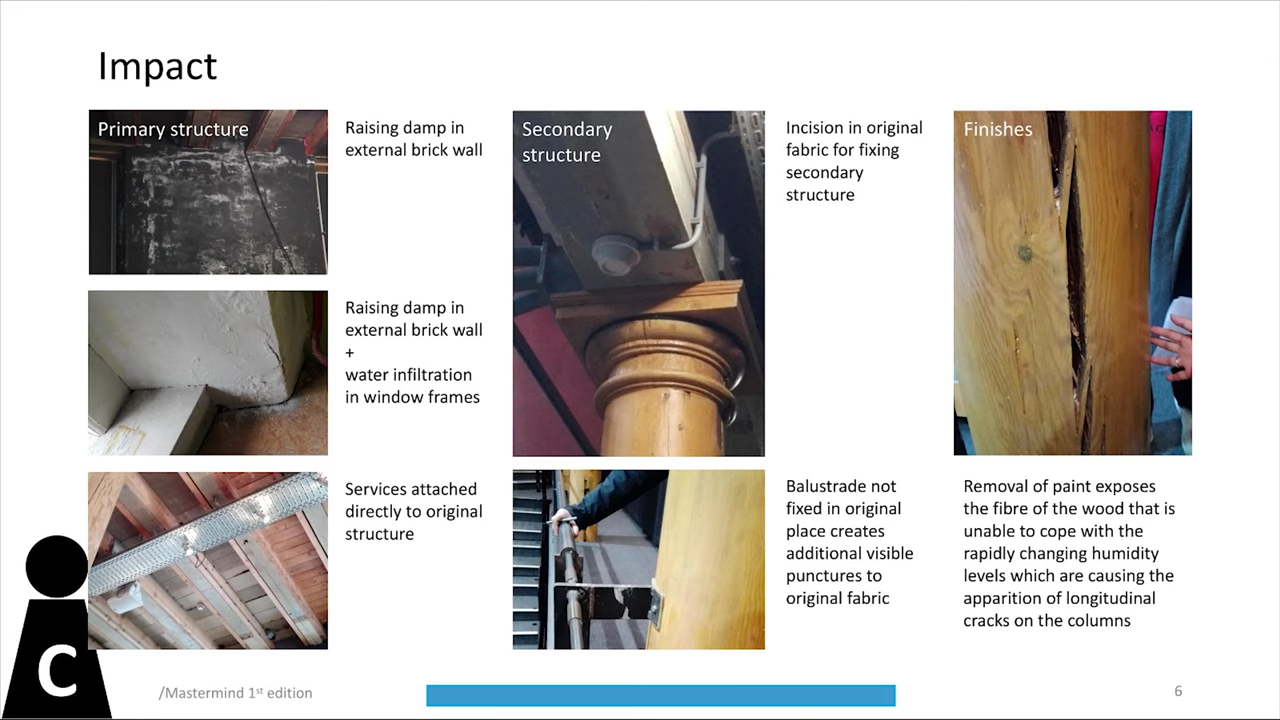 Impact
Primary structure
Raising damp in
external brick wall
Raising damp in
external brick wall
+
water infiltration
in window frames
Services attached
directly to original
structure
Secondary
structure
Incision in original
fabric for fixing
secondary
structure
Balustrade not
fixed in original
place creates
additional visible
punctures to
original fabric
Finishes
Removal of paint exposes
the fibre of the wood that is
unable to cope with the
rapidly changing humidity
levels which are causing the
apparition of longitudinal
cracks on the columns
C
/Mastermind 1st edition
6